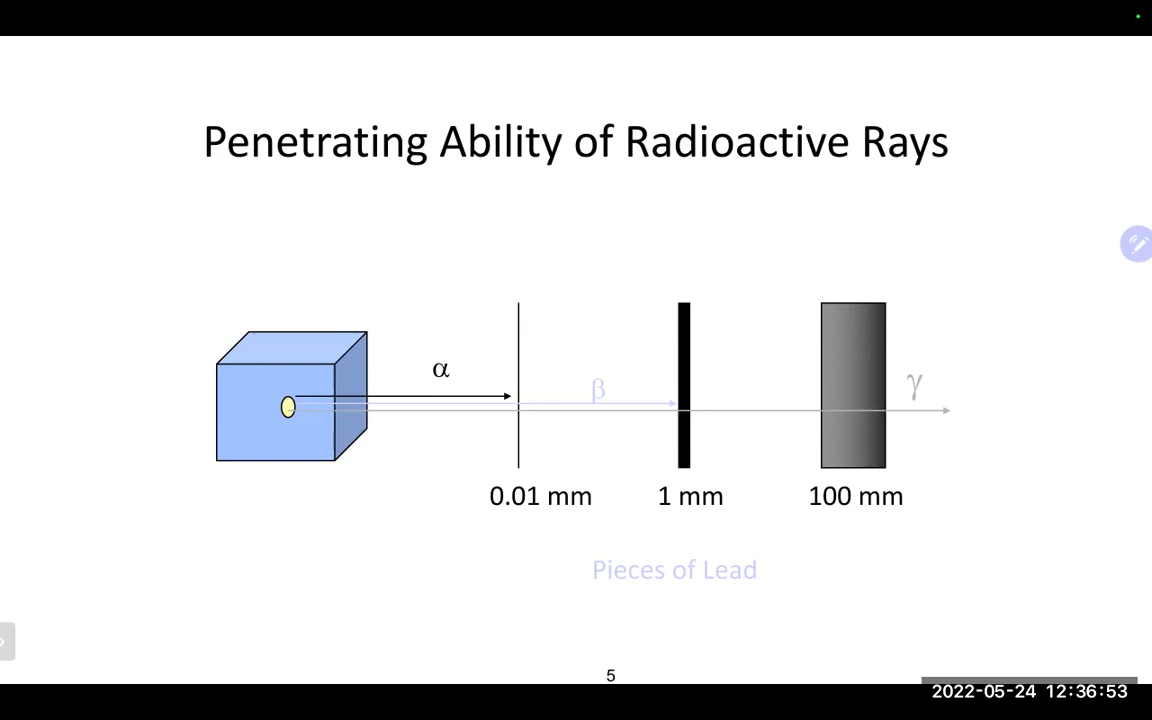 Penetrating Ability of Radioactive Rays
α
β
γ
0.01 mm
1 mm
100 mm
Pieces of Lead
5
2022-05-24 12:36:53